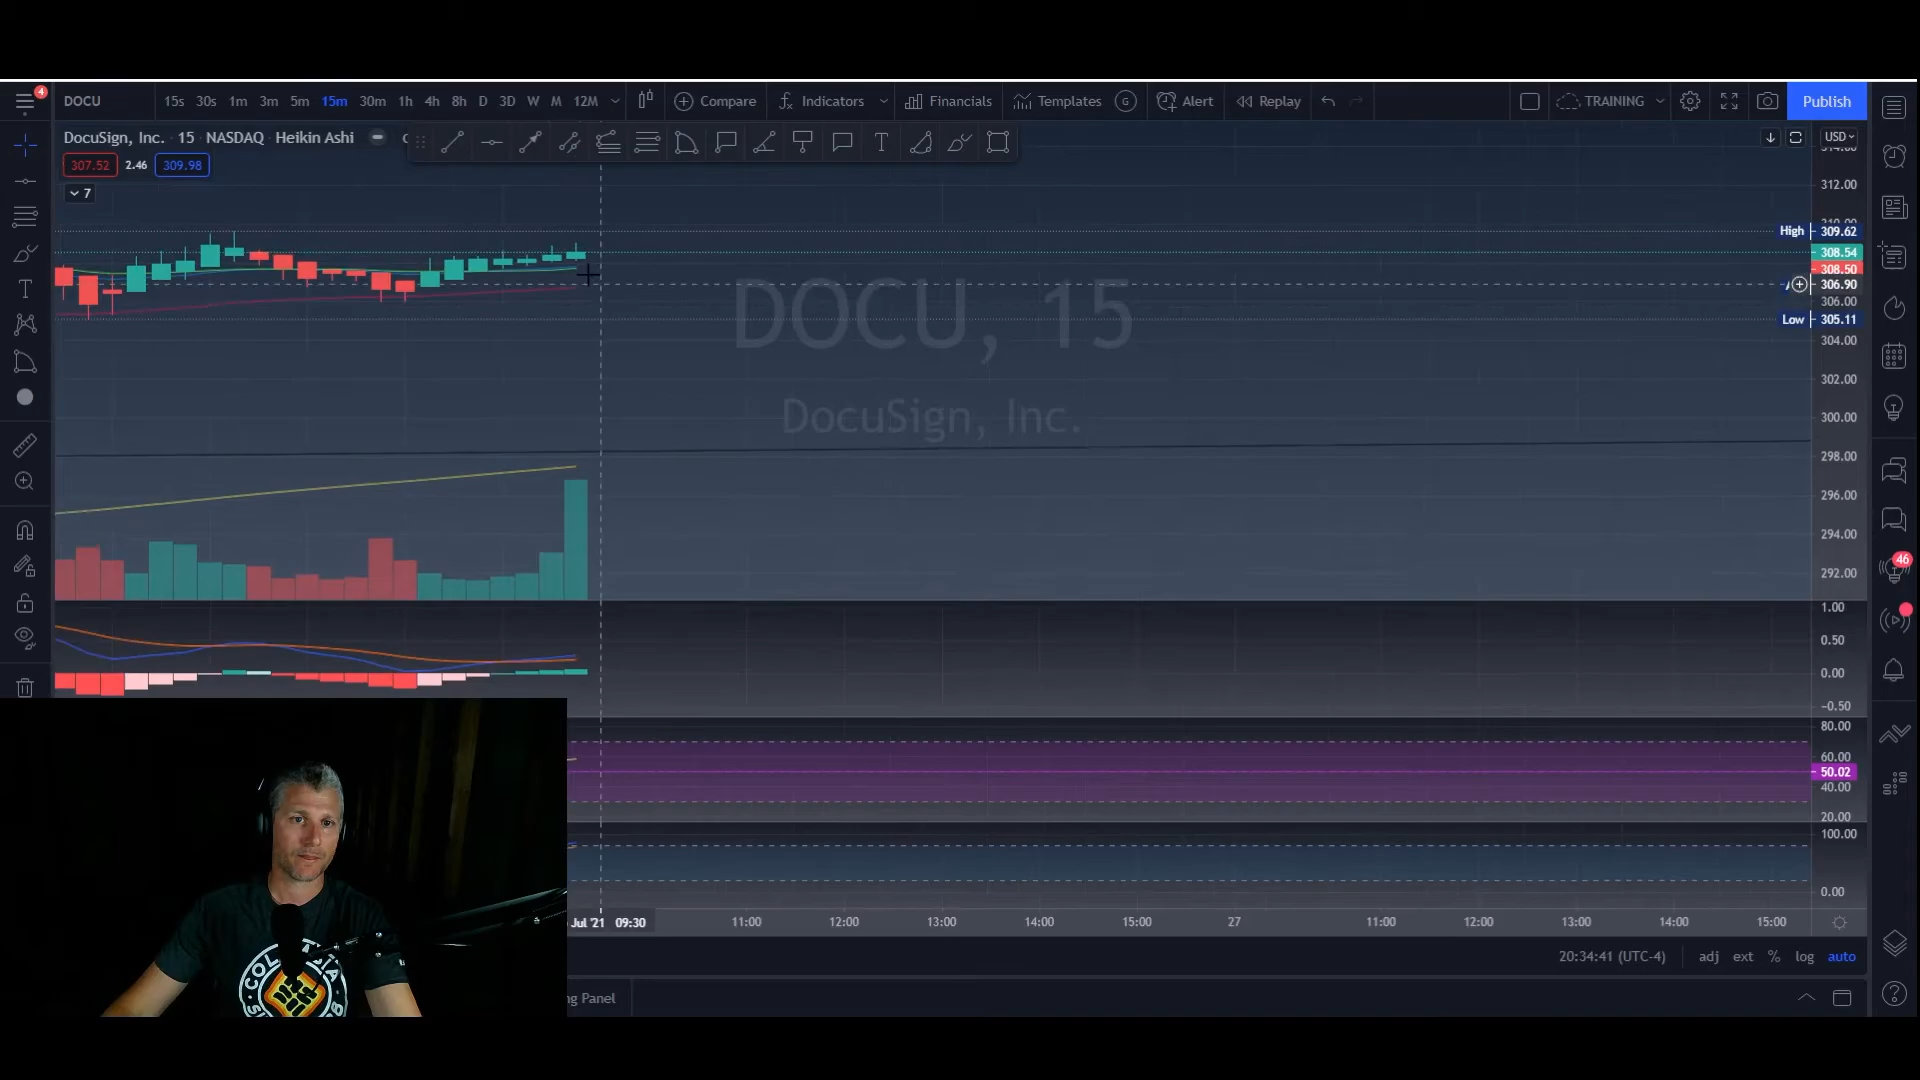 4
DOCU 15s 30s 1m 3m 5m 15m 30m 1h 4h 8h D 3D W M 12M Compare Indicators Financials Templates G Alert Replay TRAINING Publish
DocuSign, Inc. · 15 · NASDAQ · Heikin Ashi
T
USD
307.52 2.46 309.98
7
312.00
High 309.62
308.54
308.50
306.90
306.00
Low 305.11
304.00
302.00
300.00
298.00
296.00
294.00
292.00
DOCU, 15
DocuSign, Inc.
T
46
1.00
0.50
0.00
-0.50
80.00
60.00
50.02
40.00
20.00
100.00
0.00
Jul '21 09:30 11:00 12:00 13:00 14:00 15:00 27 11:00 12:00 13:00 14:00 15:00
20:34:41 (UTC-4) adj ext % log auto
ng Panel